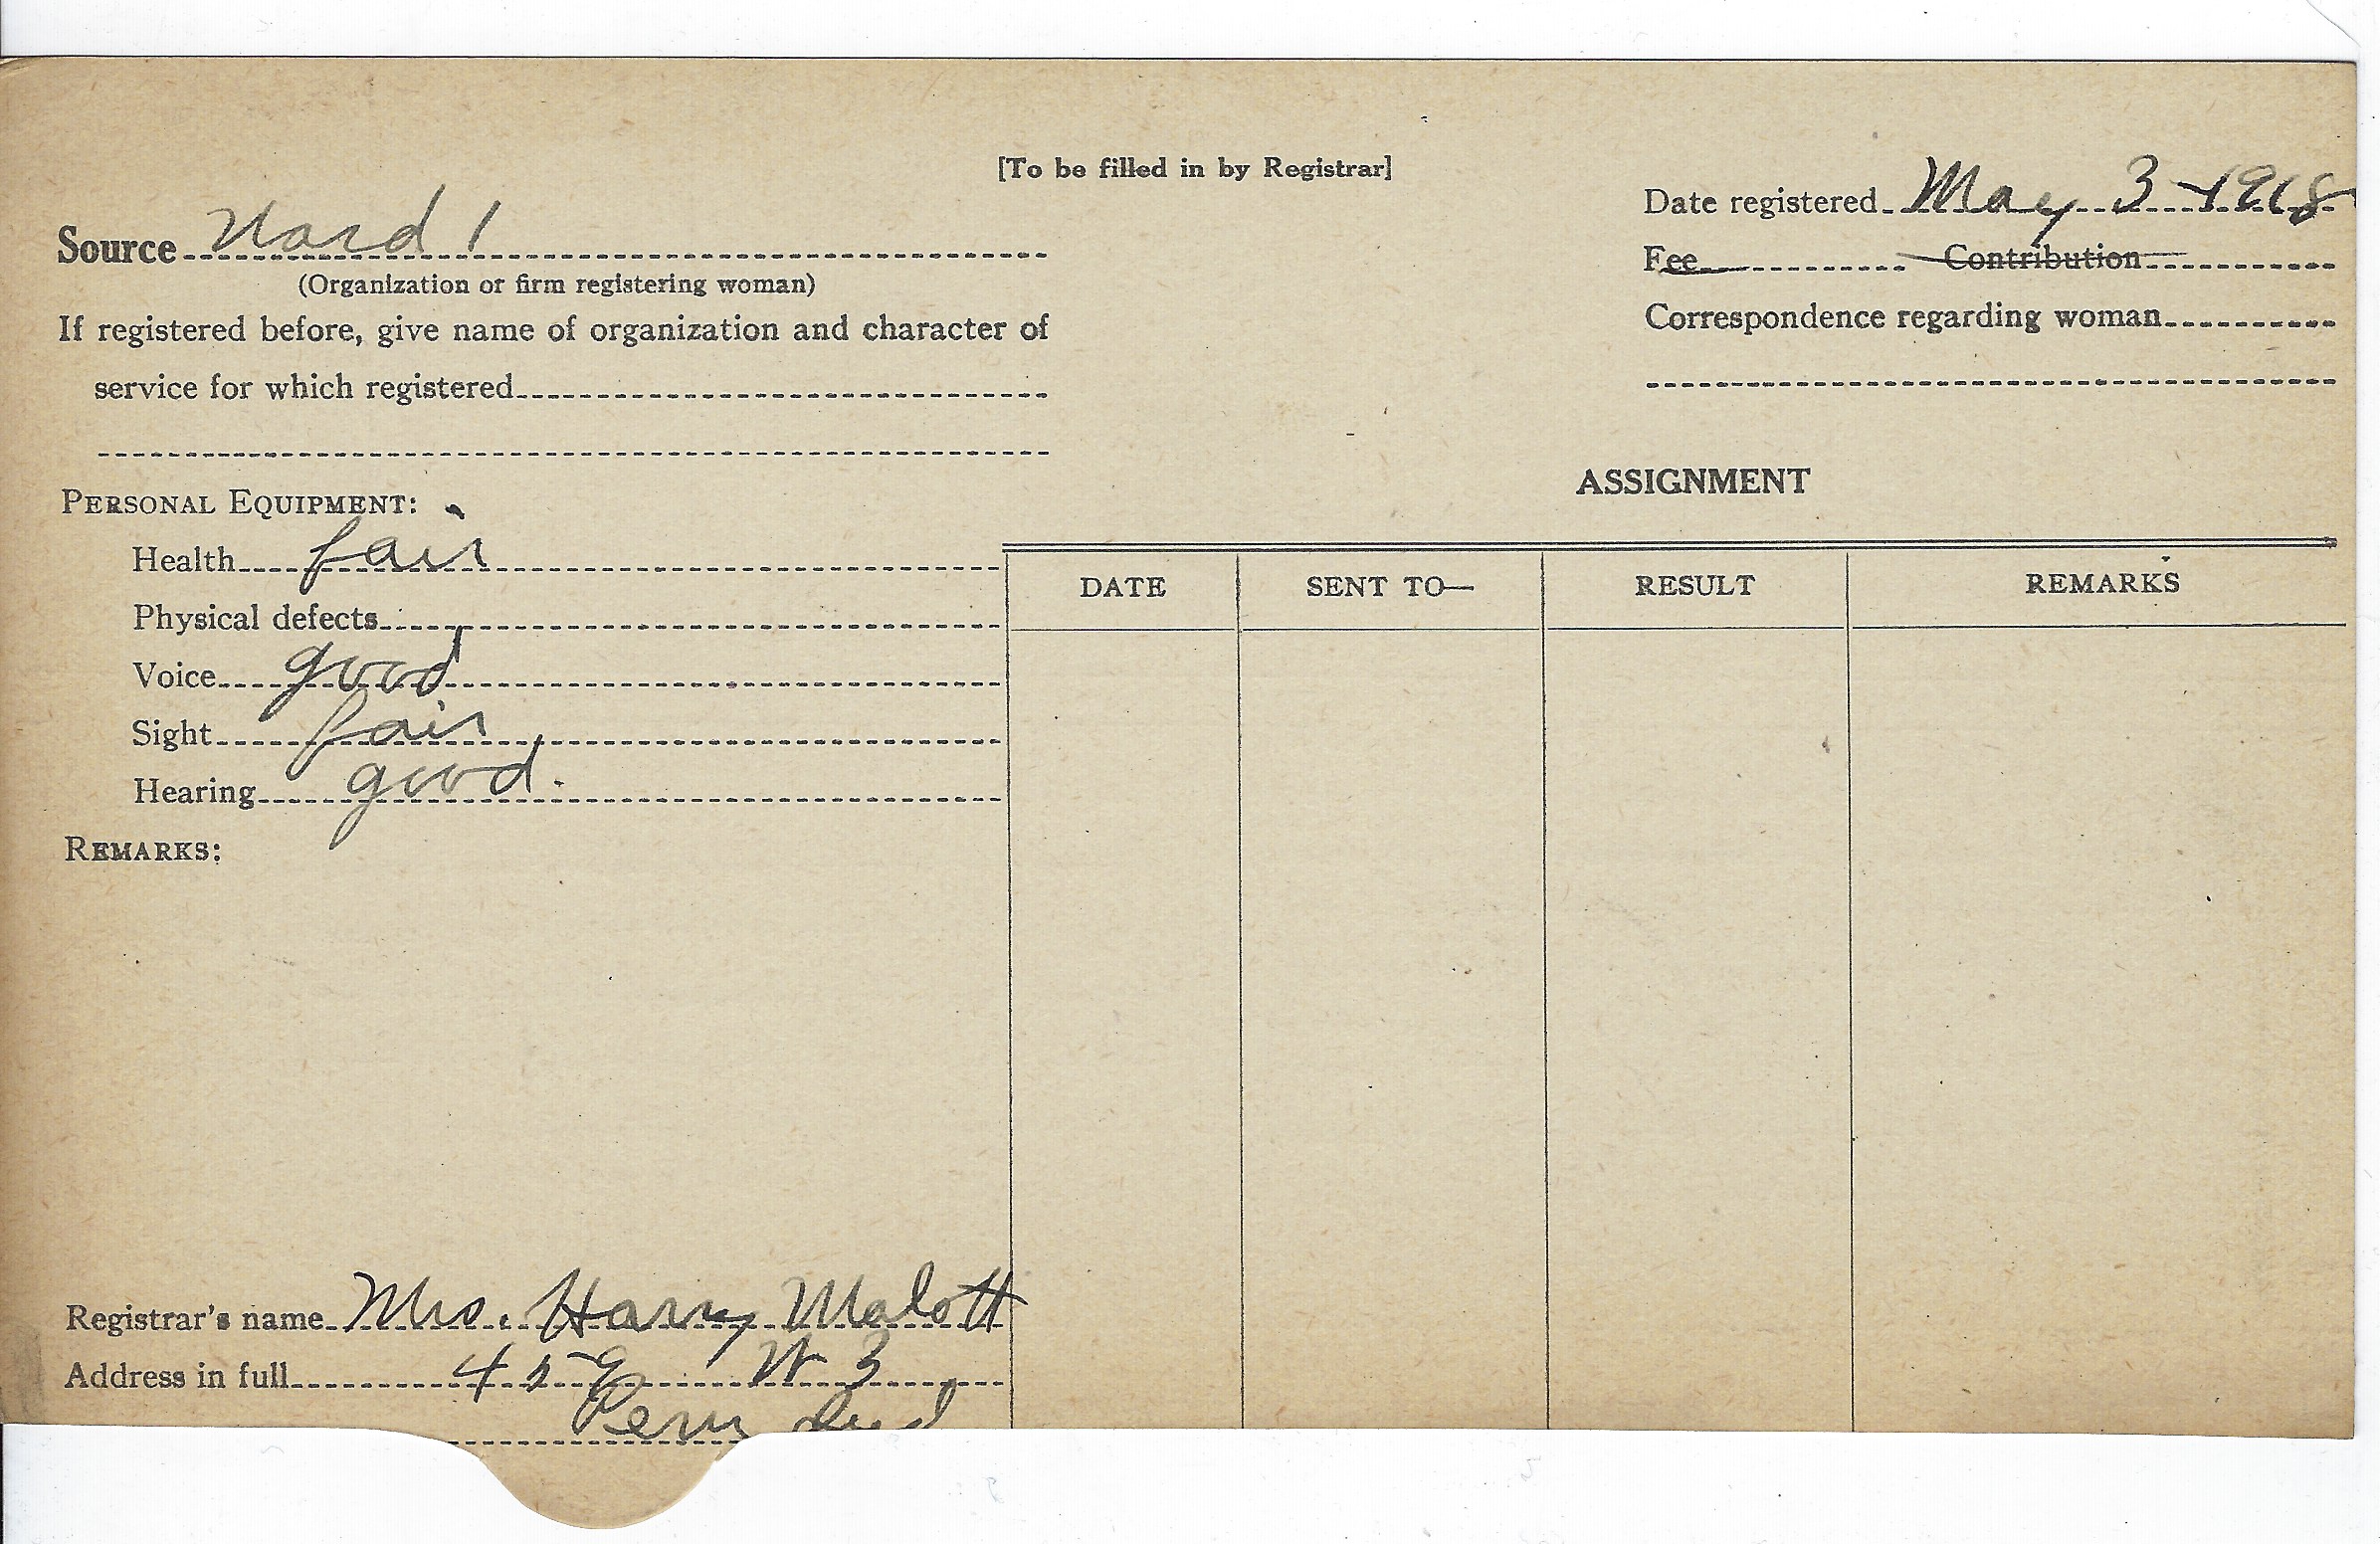 [To be filled in by Registrar]
Source Ward 1
(Organization or firm registering woman)
If registered before, give name of organization and character of
service for which registered
Date registered May 3-1918
Fee Contribution
Correspondence regarding woman
PERSONAL EQUIPMENT:
Health fair
Physical defects
Voice good
Sight fair
Hearing good.
REMARKS:
Registrar's name Mrs. Harry Malott
Address in full W 3
Peru Ind
ASSIGNMENT
DATE SENT TO— RESULT REMARKS